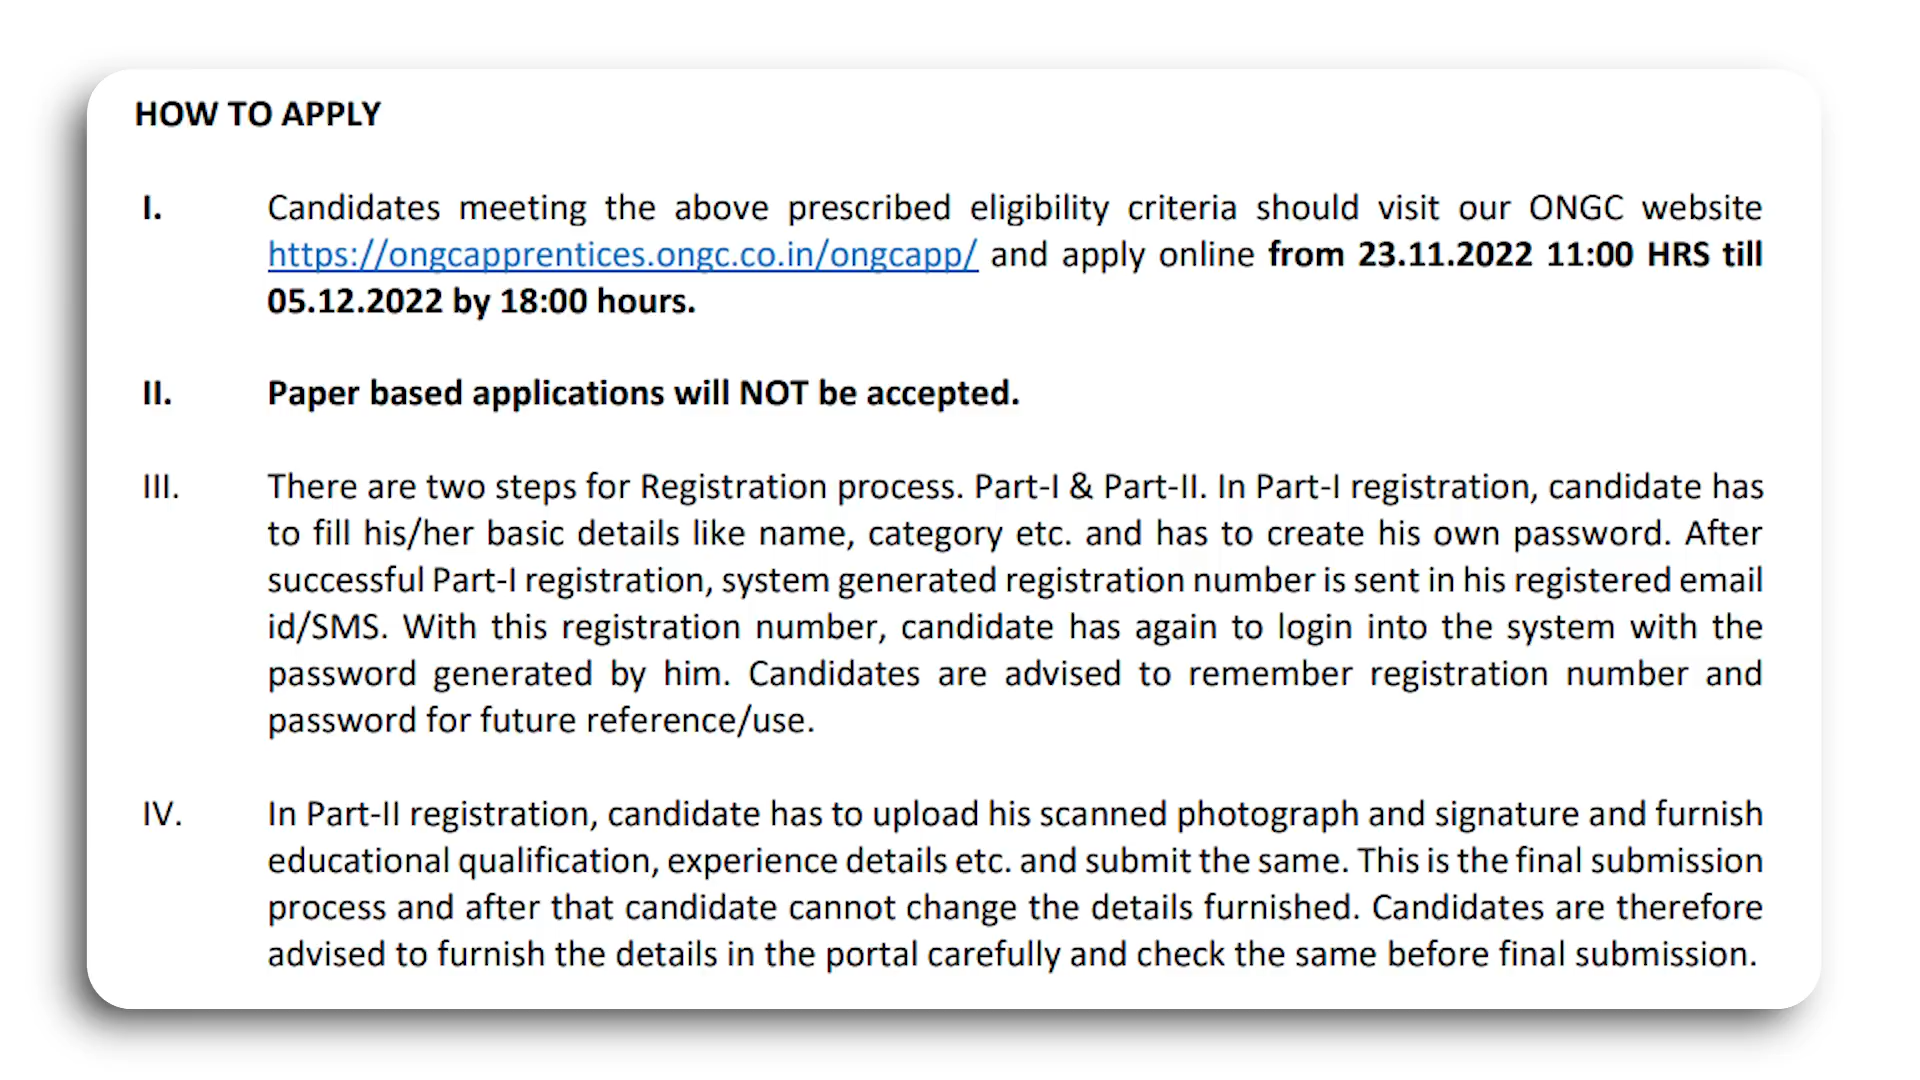 HOW TO APPLY
I. Candidates meeting the above prescribed eligibility criteria should visit our ONGC website
https://ongcapprentices.ongc.co.in/ongcapp/ and apply online from 23.11.2022 11:00 HRS till
05.12.2022 by 18:00 hours.
II. Paper based applications will NOT be accepted.
III. There are two steps for Registration process. Part-I & Part-II. In Part-I registration, candidate has
to fill his/her basic details like name, category etc. and has to create his own password. After
successful Part-I registration, system generated registration number is sent in his registered email
id/SMS. With this registration number, candidate has again to login into the system with the
password generated by him. Candidates are advised to remember registration number and
password for future reference/use.
IV. In Part-II registration, candidate has to upload his scanned photograph and signature and furnish
educational qualification, experience details etc. and submit the same. This is the final submission
process and after that candidate cannot change the details furnished. Candidates are therefore
advised to furnish the details in the portal carefully and check the same before final submission.